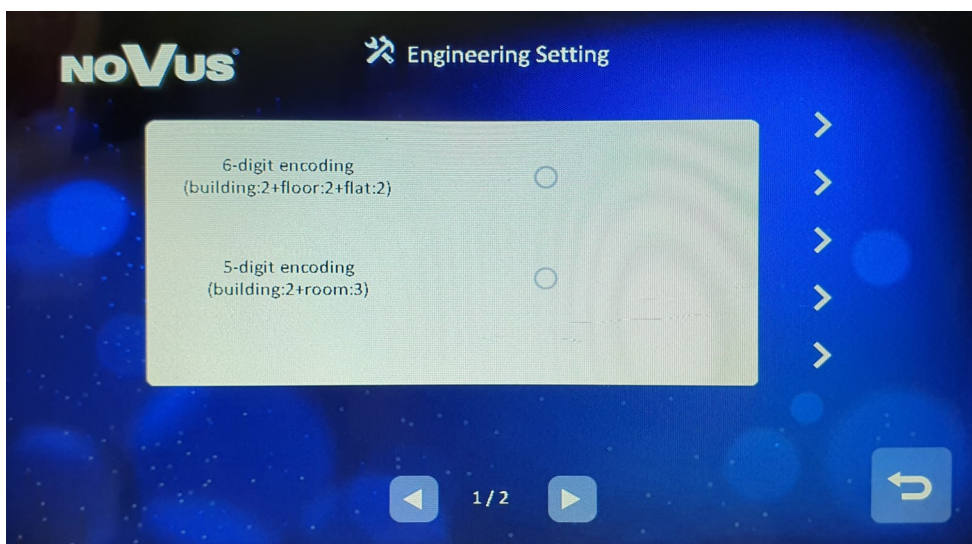 NOVUS
Engineering Setting
6-digit encoding
(building:2+floor:2+flat:2)
5-digit encoding
(building:2+room:3)
1/2